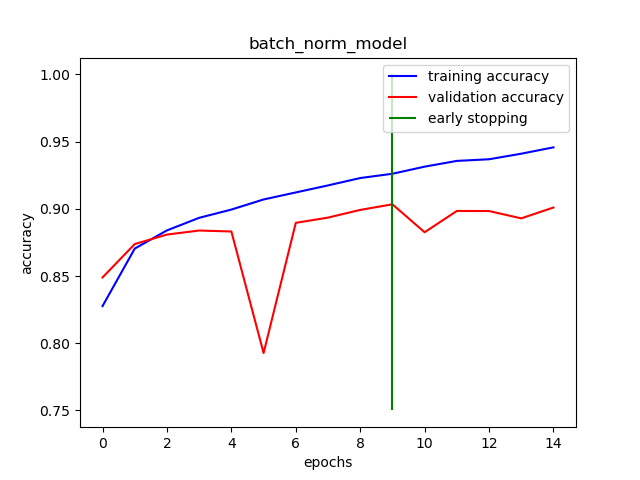 batch_norm_model
training accuracy
validation accuracy
early stopping
1.00
0.95
0.90
0.85
0.80
0.75
accuracy
0 2 4 6 8 10 12 14
epochs